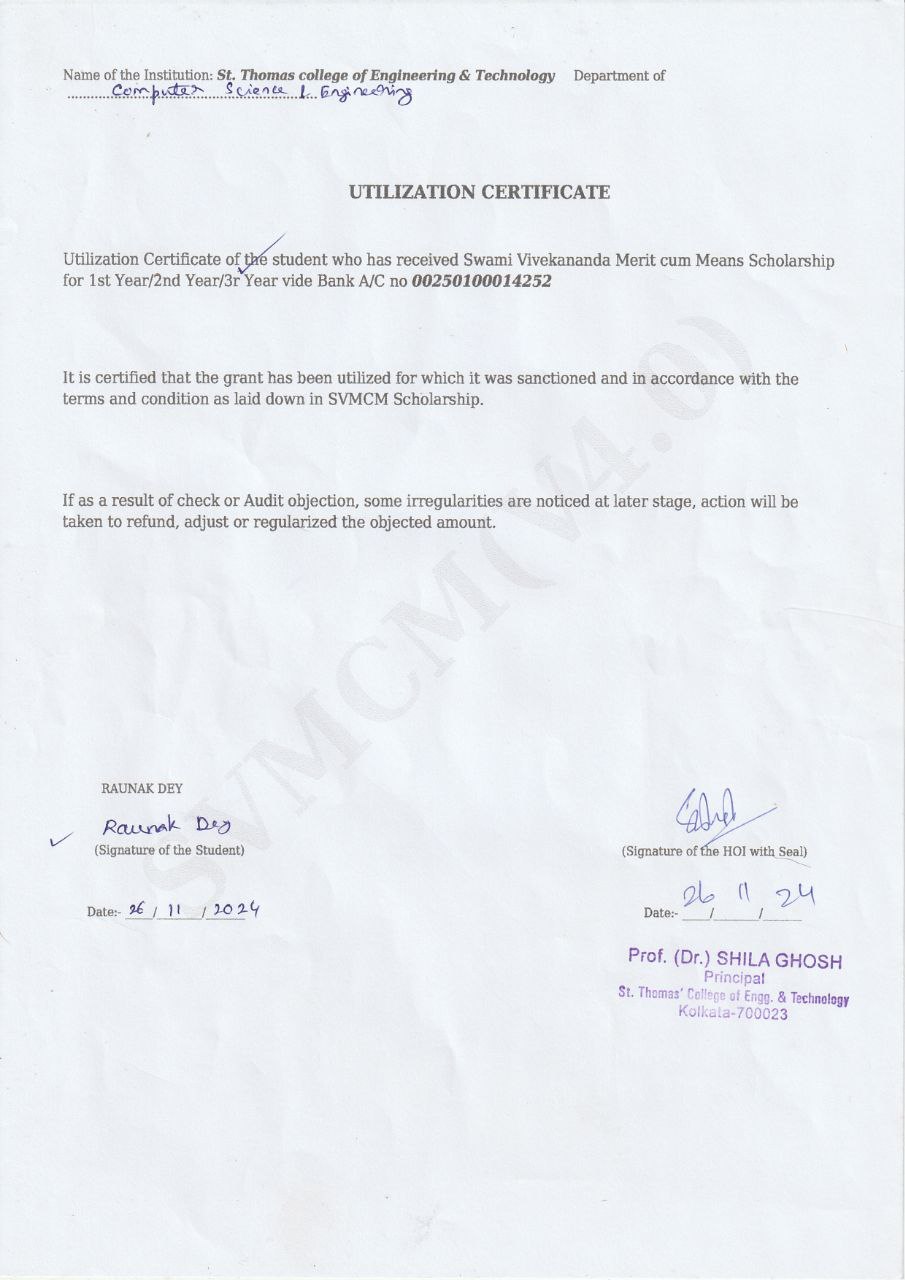 Name of the Institution: St. Thomas college of Engineering & Technology Department of
Computer Science & Engineering
UTILIZATION CERTIFICATE
Utilization Certificate of the student who has received Swami Vivekananda Merit cum Means Scholarship
for 1st Year/2nd Year/3r Year vide Bank A/C no 00250100014252
It is certified that the grant has been utilized for which it was sanctioned and in accordance with the
terms and condition as laid down in SVMCM Scholarship.
If as a result of check or Audit objection, some irregularities are noticed at later stage, action will be
taken to refund, adjust or regularized the objected amount.
SVMCM(V4.0)
RAUNAK DEY
Raunak Dey
(Signature of the Student)
(Signature of the HOI with Seal)
Date:- 26 / 11 / 2024
Date:- 26 / 11 / 24
Prof. (Dr.) SHILA GHOSH
Principal
St. Thomas' College of Engg. & Technology
Kolkata-700023